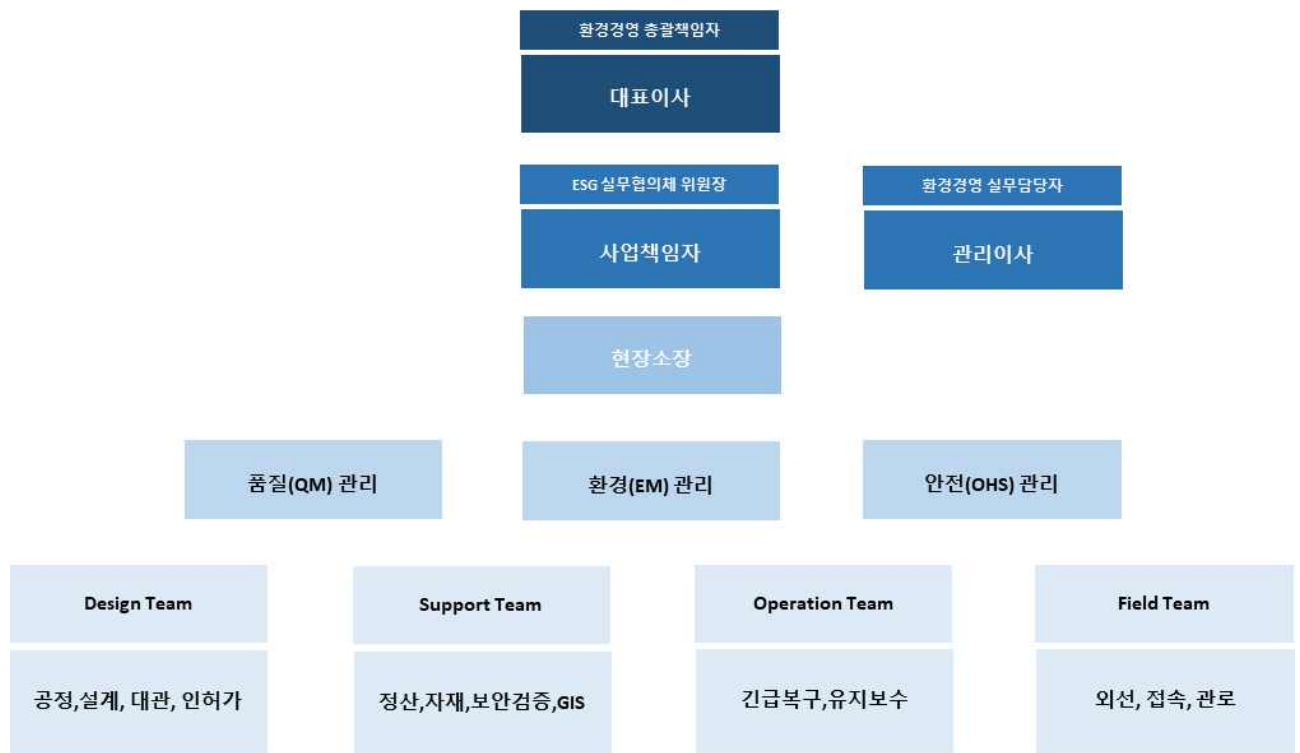 환경경영 총괄책임자
대표이사
ESG 실무협의체 위원장
환경경영 실무담당자
사업책임자
관리이사
현장소장
품질(QM) 관리
환경(EM) 관리
안전(OHS) 관리
Design Team
Support Team
Operation Team
Field Team
공정,설계, 대관, 인허가
정산,자재,보안검증,GIS
긴급복구,유지보수
외선, 접속, 관로